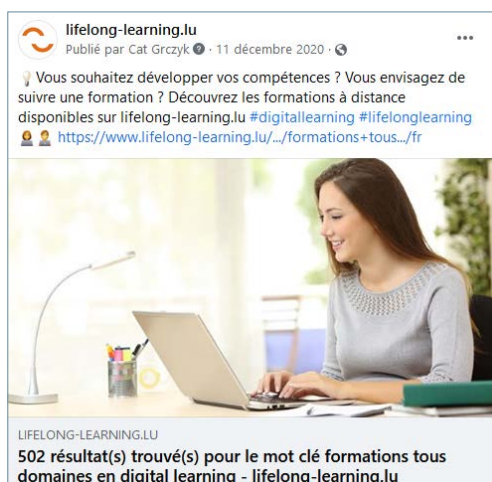 lifelong-learning.lu
Publié par Cat Grczyk · 11 décembre 2020 ·
Vous souhaitez développer vos compétences ? Vous envisagez de
suivre une formation ? Découvrez les formations à distance
disponibles sur lifelong-learning.lu #digitallearning #lifelonglearning
https://www.lifelong-learning.lu/.../formations+tous.../fr
LIFELONG-LEARNING.LU
502 résultat(s) trouvé(s) pour le mot clé formations tous
domaines en digital learning - lifelong-learning.lu